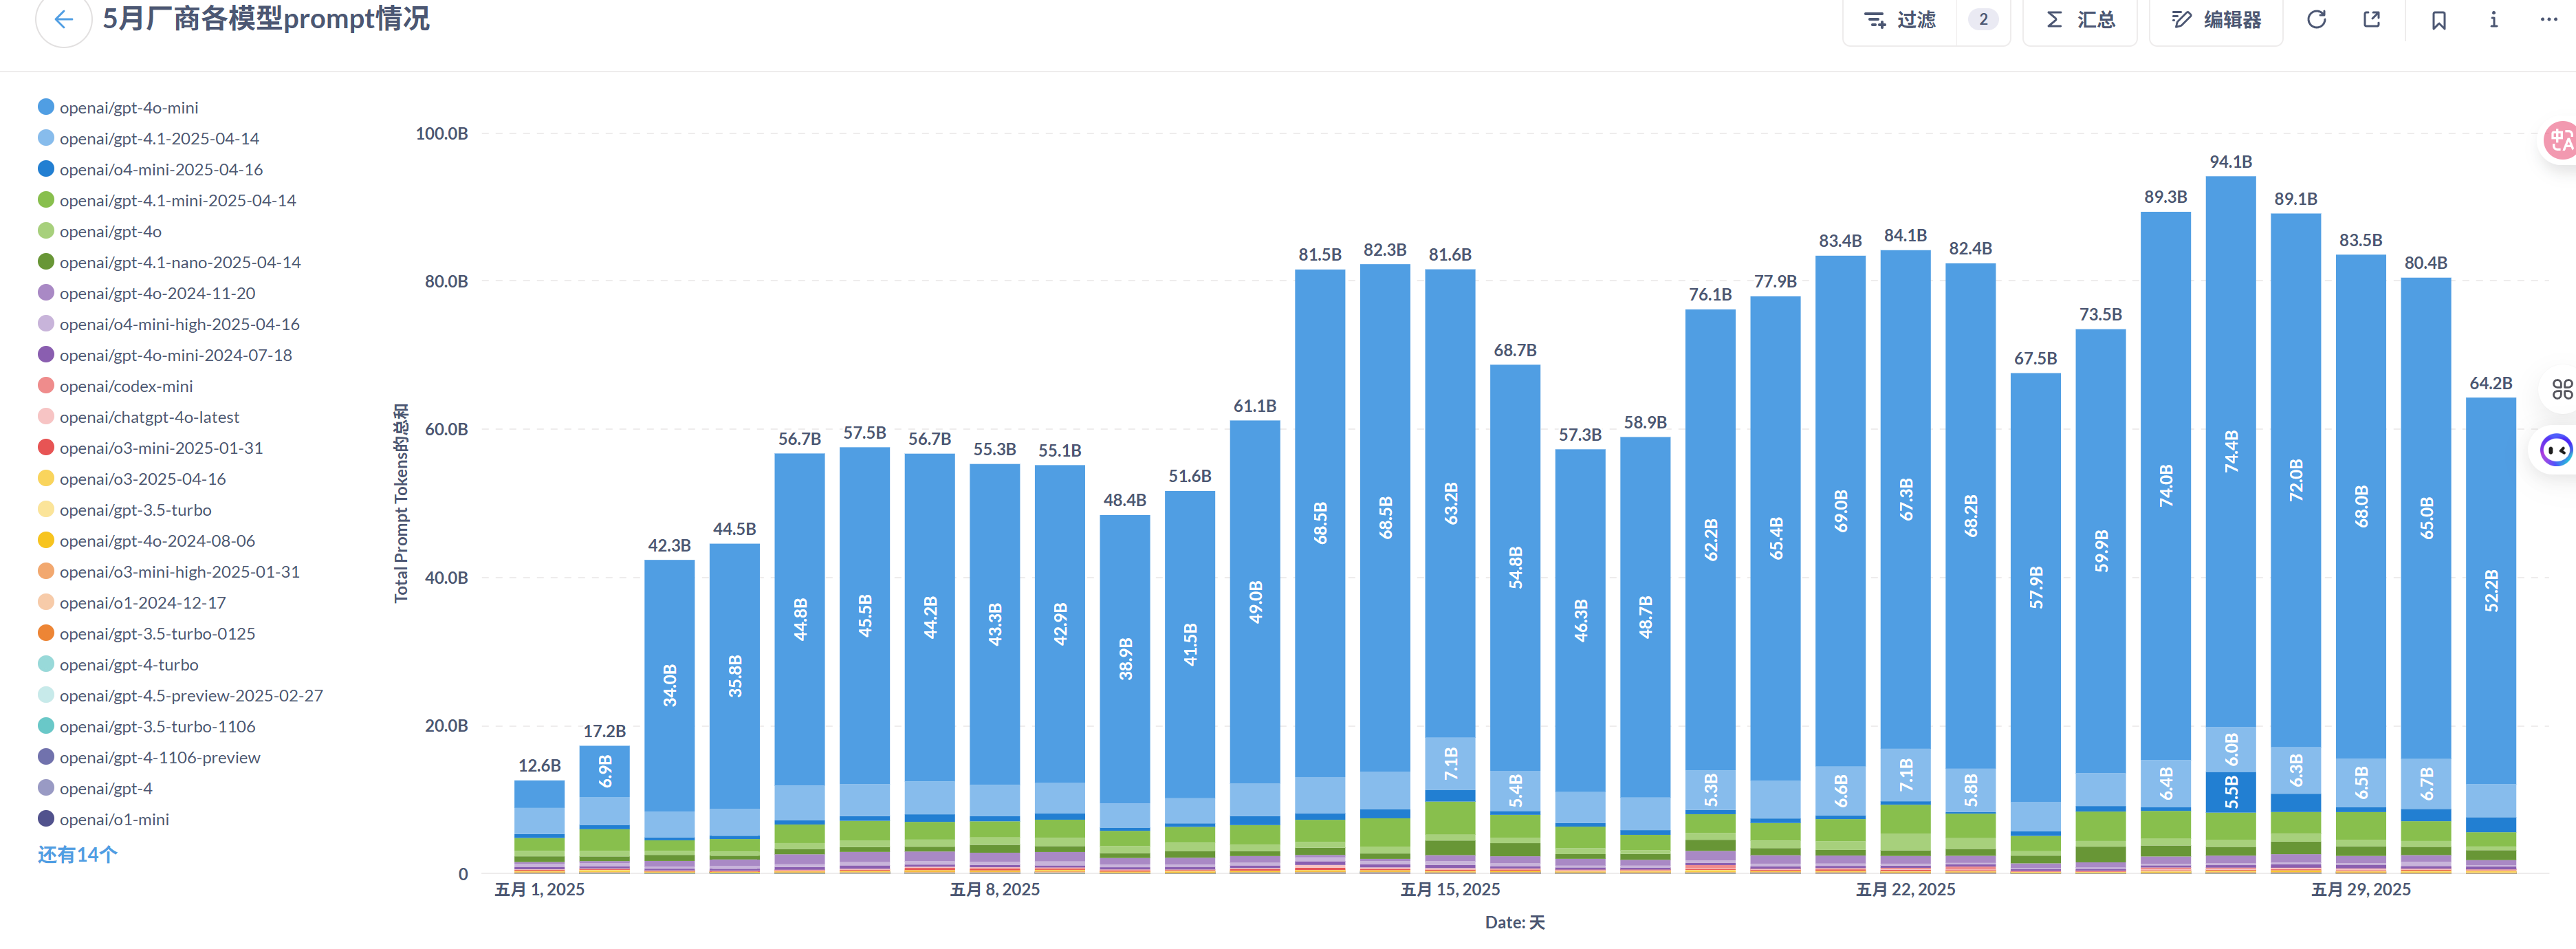 5月厂商各模型prompt情况
过滤 2
汇总
编辑器
openai/gpt-4o-mini
openai/gpt-4.1-2025-04-14
openai/o4-mini-2025-04-16
openai/gpt-4.1-mini-2025-04-14
openai/gpt-4o
openai/gpt-4.1-nano-2025-04-14
openai/gpt-4o-2024-11-20
openai/o4-mini-high-2025-04-16
openai/gpt-4o-mini-2024-07-18
openai/codex-mini
openai/chatgpt-4o-latest
openai/o3-mini-2025-01-31
openai/o3-2025-04-16
openai/gpt-3.5-turbo
openai/gpt-4o-2024-08-06
openai/o3-mini-high-2025-01-31
openai/o1-2024-12-17
openai/gpt-3.5-turbo-0125
openai/gpt-4-turbo
openai/gpt-4.5-preview-2025-02-27
openai/gpt-3.5-turbo-1106
openai/gpt-4-1106-preview
openai/gpt-4
openai/o1-mini
还有14个
Total Prompt Tokens的总和
100.0B
80.0B
60.0B
40.0B
20.0B
0
12.6B
17.2B
6.9B
42.3B
34.0B
44.5B
35.8B
56.7B
44.8B
57.5B
45.5B
56.7B
44.2B
55.3B
43.3B
55.1B
42.9B
48.4B
38.9B
51.6B
41.5B
61.1B
49.0B
81.5B
68.5B
82.3B
68.5B
81.6B
63.2B
7.1B
68.7B
54.8B
5.4B
57.3B
46.3B
58.9B
48.7B
76.1B
62.2B
5.3B
77.9B
65.4B
83.4B
69.0B
6.6B
84.1B
67.3B
7.1B
82.4B
68.2B
5.8B
67.5B
57.9B
73.5B
59.9B
89.3B
74.0B
6.4B
94.1B
74.4B
6.0B
5.5B
89.1B
72.0B
6.3B
83.5B
68.0B
6.5B
80.4B
65.0B
6.7B
64.2B
52.2B
五月 1, 2025
五月 8, 2025
五月 15, 2025
五月 22, 2025
五月 29, 2025
Date: 天
中
A